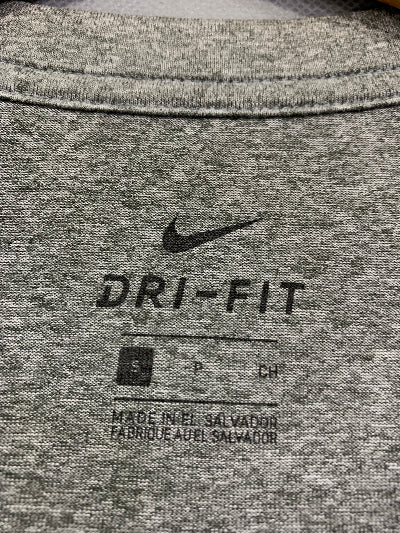 DRI-FIT
S P CH
MADE IN EL SALVADOR
FABRIQUE AU EL SALVADOR